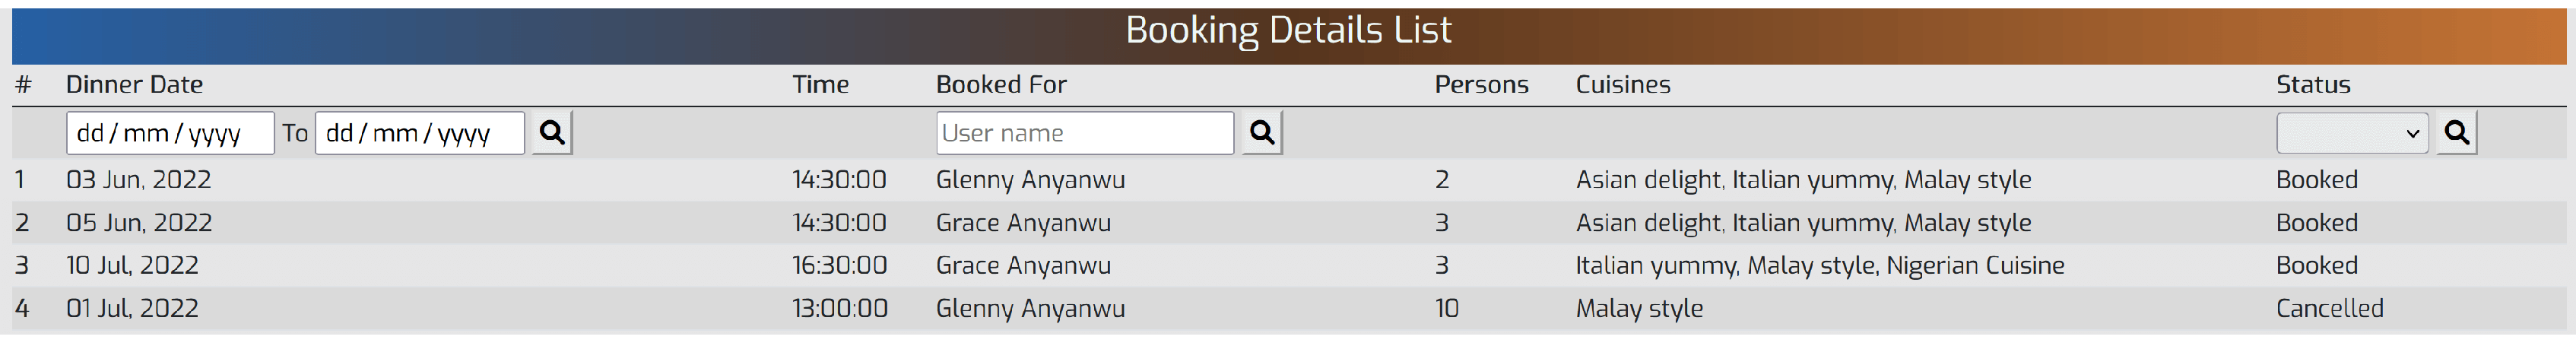 Booking Details List
# Dinner Date Time Booked For Persons Cuisines Status
dd/mm/yyyy To dd/mm/yyyy User name
1 03 Jun, 2022 14:30:00 Glenny Anyanwu 2 Asian delight, Italian yummy, Malay style Booked
2 05 Jun, 2022 14:30:00 Grace Anyanwu 3 Asian delight, Italian yummy, Malay style Booked
3 10 Jul, 2022 16:30:00 Grace Anyanwu 3 Italian yummy, Malay style, Nigerian Cuisine Booked
4 01 Jul, 2022 13:00:00 Glenny Anyanwu 10 Malay style Cancelled